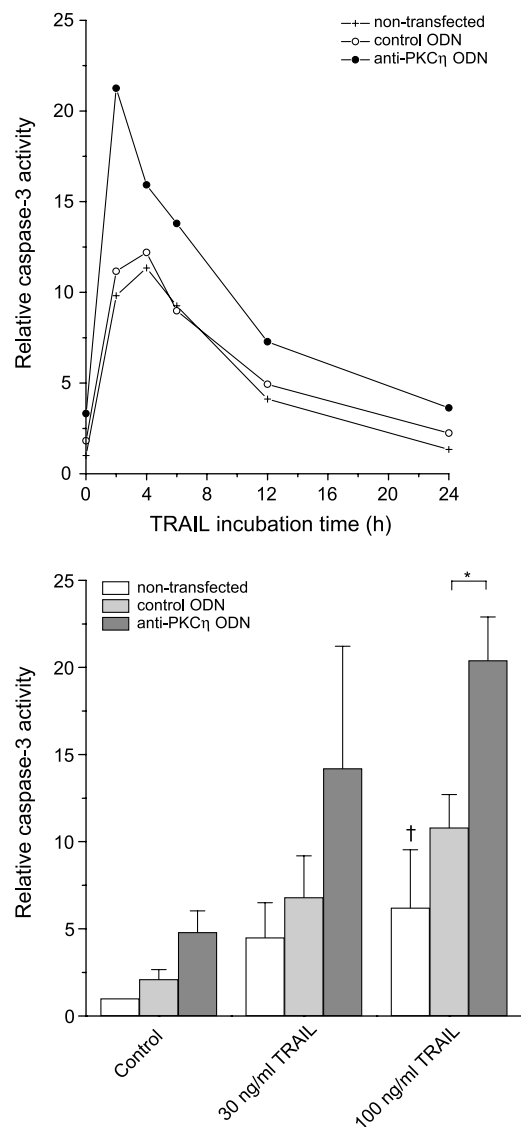 25
20
15
10
5
0
Relative caspase-3 activity
non-transfected
control ODN
anti-PKCη ODN
0 4 8 12 16 20 24
TRAIL incubation time (h)
25
20
15
10
5
0
Relative caspase-3 activity
non-transfected
control ODN
anti-PKCη ODN
*
†
Control
30 ng/ml TRAIL
100 ng/ml TRAIL